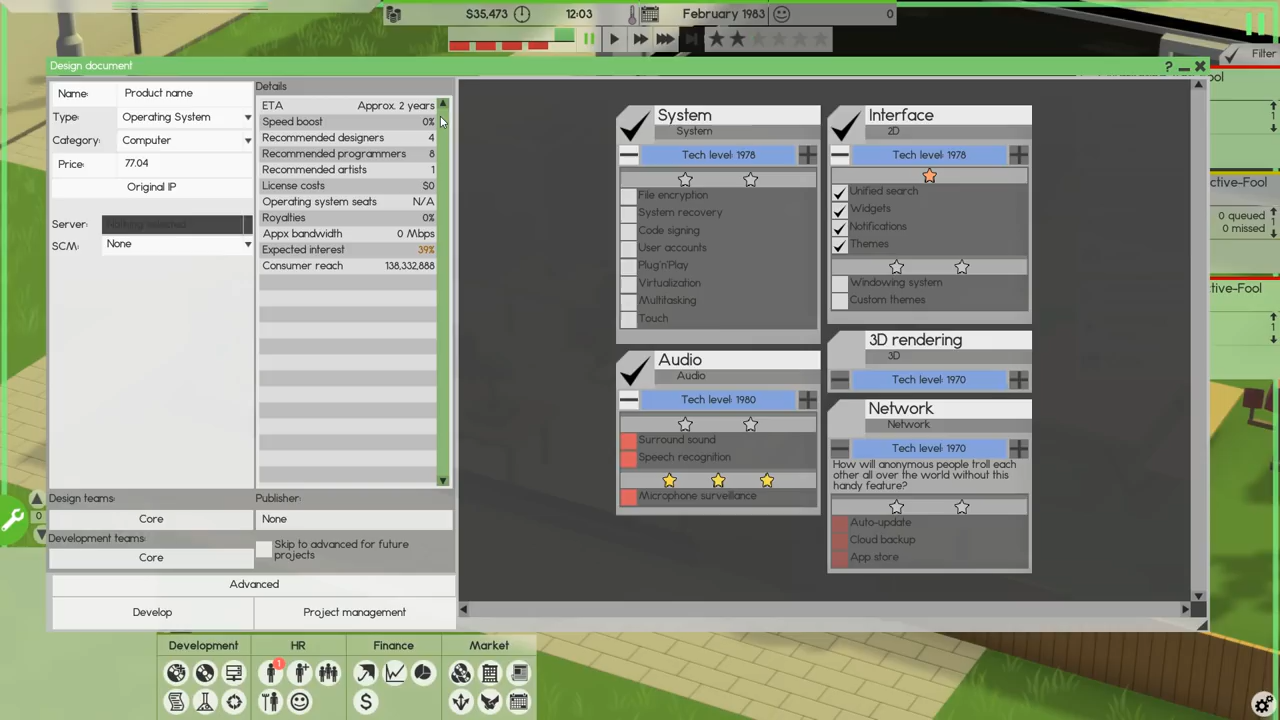 $35,473
12:03
February 1983
0
Filter
Design document
?
Name:
Product name
Type:
Operating System
Category:
Computer
Price:
77.04
Original IP
Server:
SCM:
None
Details
ETA Approx. 2 years
Speed boost 0%
Recommended designers 4
Recommended programmers 8
Recommended artists 1
License costs $0
Operating system seats N/A
Royalties 0%
Appx bandwidth 0 Mbps
Expected interest 39%
Consumer reach 138,332,888
System
System
Tech level: 1978
File encryption
System recovery
Code signing
User accounts
Plug'n'Play
Virtualization
Multitasking
Touch
Audio
Audio
Tech level: 1980
Surround sound
Speech recognition
Microphone surveillance
Interface
2D
Tech level: 1978
Unified search
Widgets
Notifications
Themes
Windowing system
Custom themes
3D rendering
3D
Tech level: 1970
Network
Network
Tech level: 1970
How will anonymous people troll each
other all over the world without this
handy feature?
Auto-update
Cloud backup
App store
ool
1
ctive-Fool
0 queued
0 missed
1
ctive-Fool
1
0
Design teams:
Core
Development teams:
Core
Publisher:
None
Skip to advanced for future
projects
Advanced
Develop
Project management
Development
HR
Finance
Market
1
$